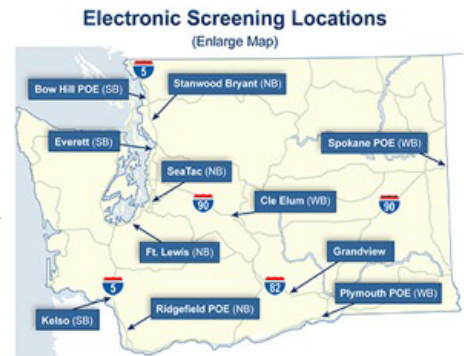 Electronic Screening Locations
(Enlarge Map)
5
Stanwood Bryant (NB)
Bow Hill POE (SB)
Everett (SB)
Spokane POE (WB)
SeaTac (NB)
90
Cle Elum (WB)
90
Ft. Lewis (NB)
Grandview
5
82
Plymouth POE (WB)
Ridgefield POE (NB)
Kelso (SB)